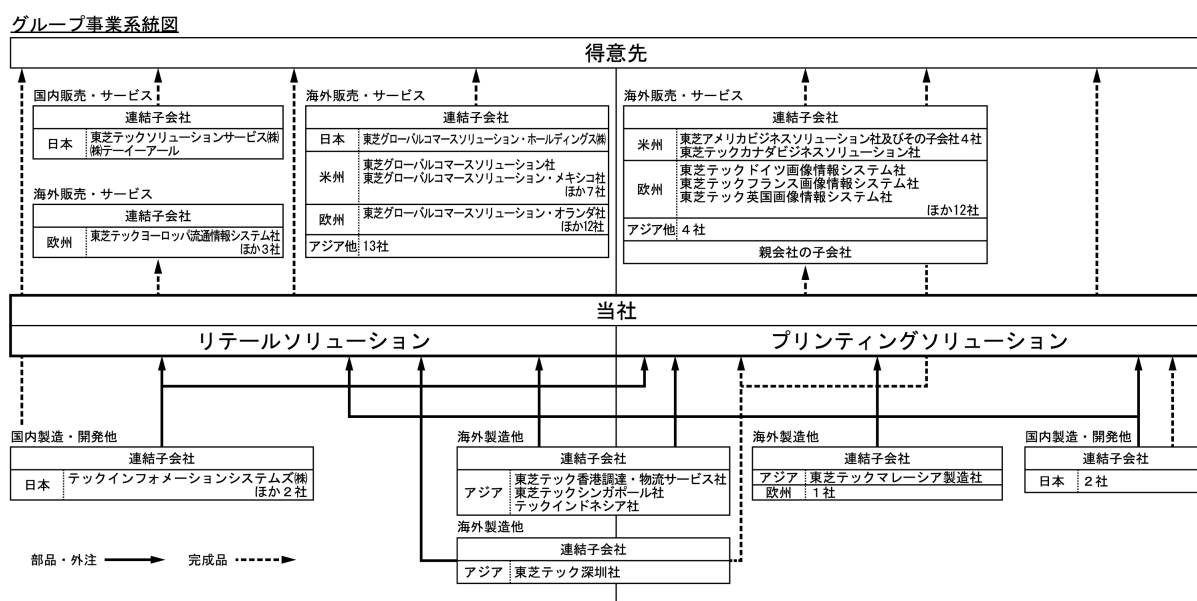 グループ事業系統図
得意先
国内販売・サービス
連結子会社
日本
東芝テックソリューションサービス㈱
㈱テーイーアール
海外販売・サービス
連結子会社
欧州
東芝テックヨーロッパ流通情報システム社
ほか3社
海外販売・サービス
連結子会社
日本
東芝グローバルコマースソリューション・ホールディングス㈱
米州
東芝グローバルコマースソリューション社
東芝グローバルコマースソリューション・メキシコ社
ほか7社
欧州
東芝グローバルコマースソリューション・オランダ社
ほか12社
アジア他
13社
海外販売・サービス
連結子会社
米州
東芝アメリカビジネスソリューション社及びその子会社4社
東芝テックカナダビジネスソリューション社
欧州
東芝テックドイツ画像情報システム社
東芝テックフランス画像情報システム社
東芝テック英国画像情報システム社
ほか12社
アジア他
4社
親会社の子会社
当社
リテールソリューション
プリンティングソリューション
国内製造・開発他
連結子会社
日本
テックインフォメーションシステムズ㈱
ほか2社
海外製造他
連結子会社
アジア
東芝テック香港調達・物流サービス社
東芝テックシンガポール社
テックインドネシア社
海外製造他
連結子会社
アジア
東芝テック深圳社
海外製造他
連結子会社
アジア
東芝テックマレーシア製造社
欧州
1社
国内製造・開発他
連結子会社
日本
2社
部品・外注
完成品